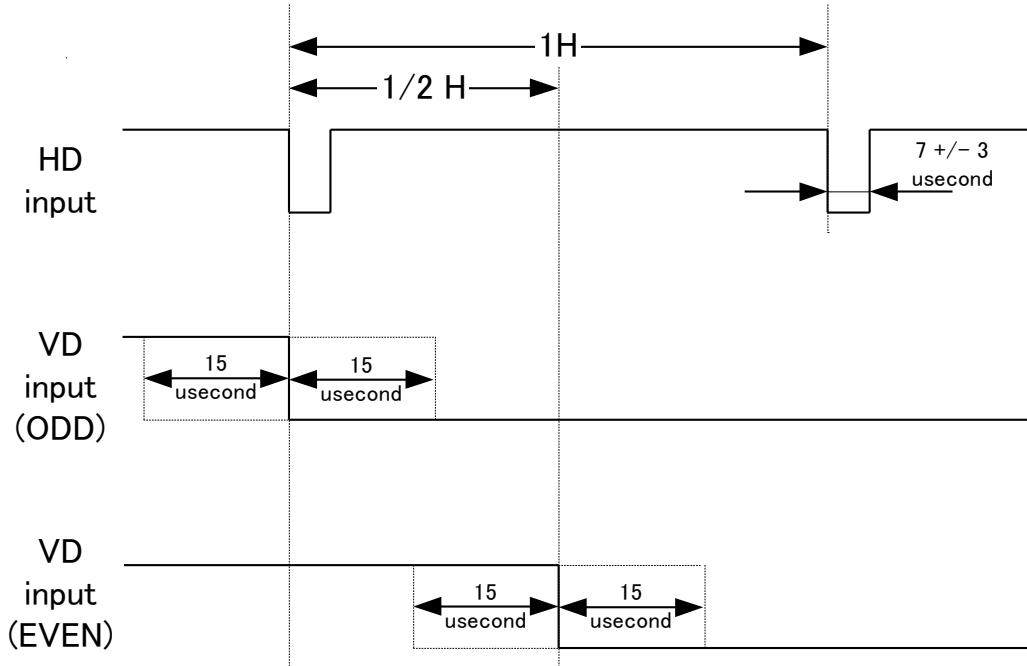 1H
1/2 H
HD
input
7 +/- 3
usecond
VD
input
(ODD)
15
usecond
15
usecond
VD
input
(EVEN)
15
usecond
15
usecond